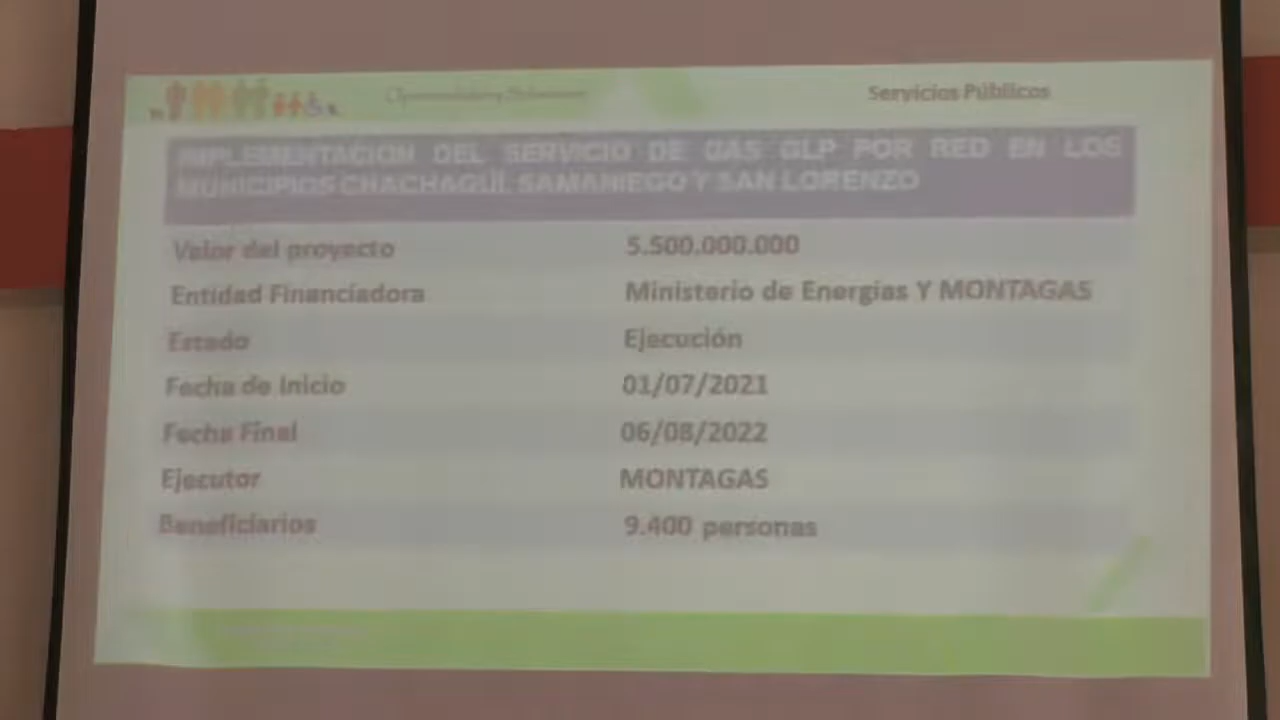 Servicios Públicos
IMPLEMENTACION DEL SERVICIO DE GAS GLP POR RED EN LOS
MUNICIPIOS CHACHAGÜÍ, SAMANIEGO Y SAN LORENZO
Valor del proyecto 5.500.000.000
Entidad Financiadora Ministerio de Energias Y MONTAGAS
Estado Ejecución
Fecha de Inicio 01/07/2021
Fecha Final 06/08/2022
Ejecutor MONTAGAS
Beneficiarios 9.400 personas